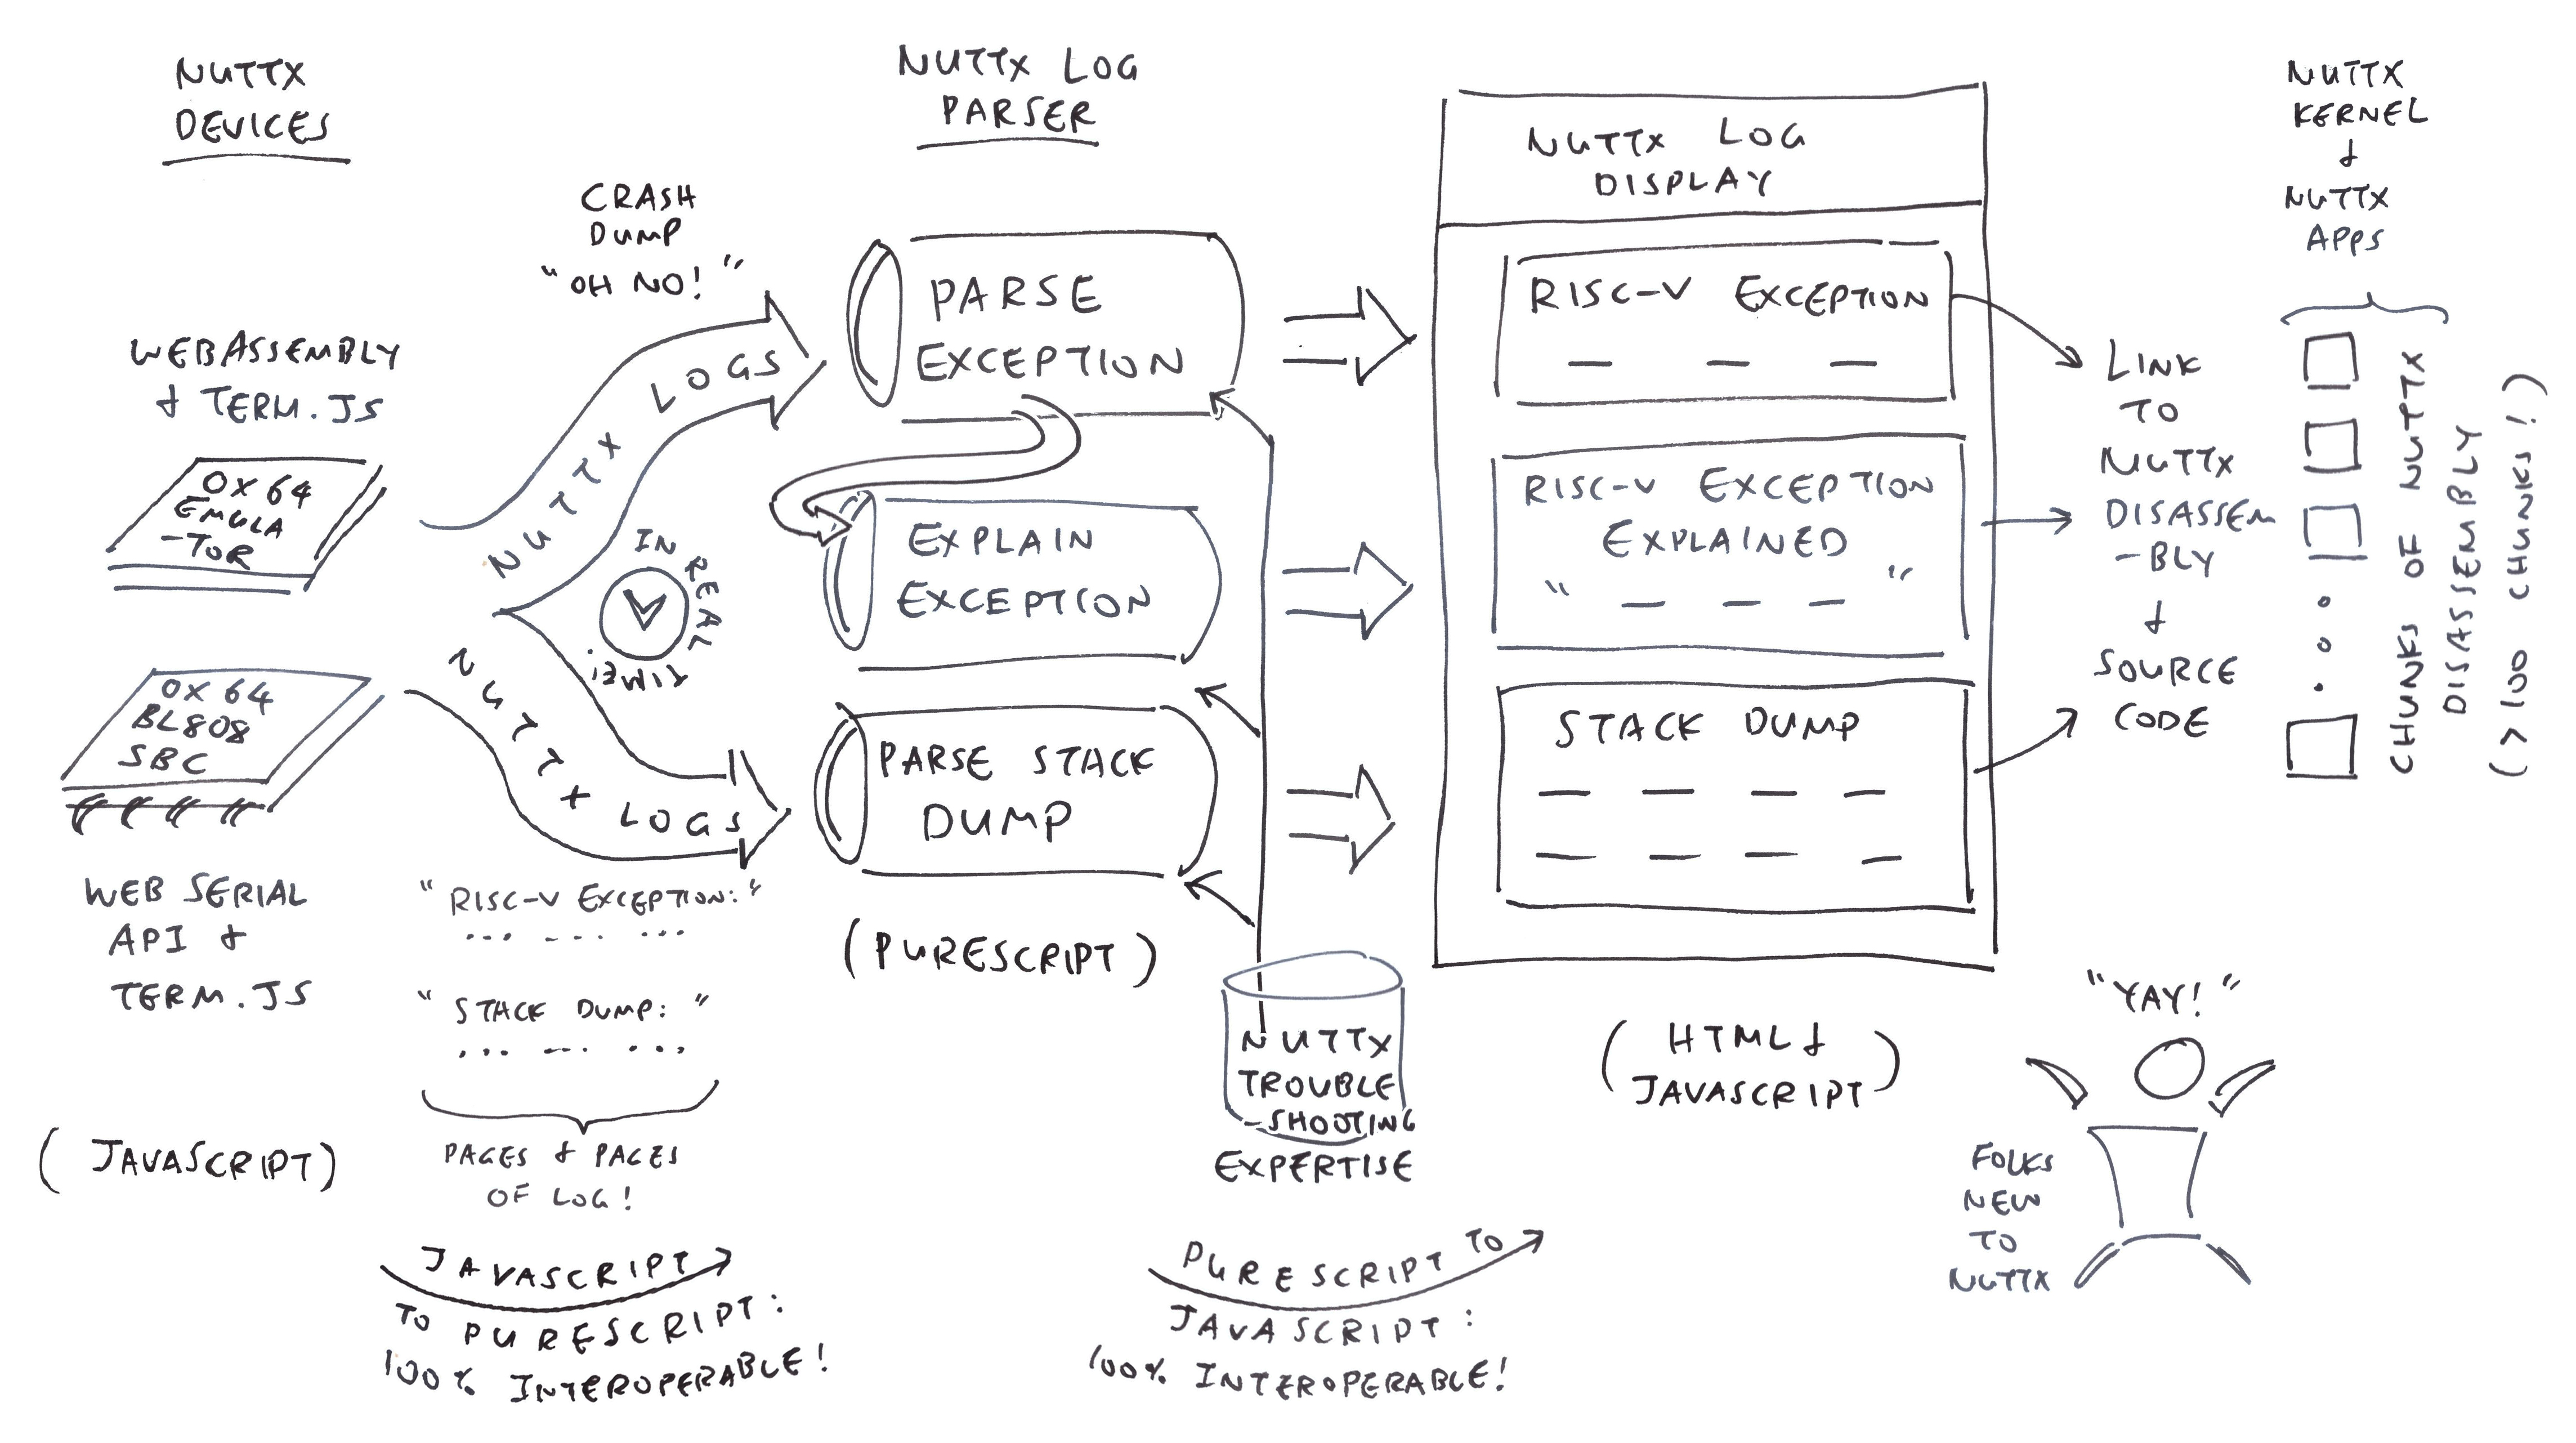 NUTTX
DEVICES
WEBASSEMBLY
& TERM.JS
OX64
EMULA
-TOR
OX64
BL808
SBC
WEB SERIAL
API &
TERM.JS
(JAVASCRIPT)
CRASH
DUMP
"OH NO!"
NUTTX LOGS
IN REAL TIME!
NUTTX LOGS
"RISC-V EXCEPTION:"
... ... ...
"STACK DUMP:"
... ... ...
PAGES & PAGES
OF LOG!
JAVASCRIPT
TO PURESCRIPT:
100% INTEROPERABLE!
NUTTX LOG
PARSER
PARSE
EXCEPTION
EXPLAIN
EXCEPTION
PARSE STACK
DUMP
(PURESCRIPT)
NUTTX
TROUBLE
-SHOOTING
EXPERTISE
PURESCRIPT TO
JAVASCRIPT:
100% INTEROPERABLE!
NUTTX LOG
DISPLAY
RISC-V EXCEPTION
— — —
RISC-V EXCEPTION
EXPLAINED
" — — — "
STACK DUMP
— — — —
— — — —
(HTML &
JAVASCRIPT)
LINK
TO
NUTTX
DISASSEM
-BLY
&
SOURCE
CODE
NUTTX
KERNEL
&
NUTTX
APPS
CHUNKS OF NUTTX
DISASSEMBLY
(>100 CHUNKS!)
"YAY!"
FOLKS
NEW
TO
NUTTX